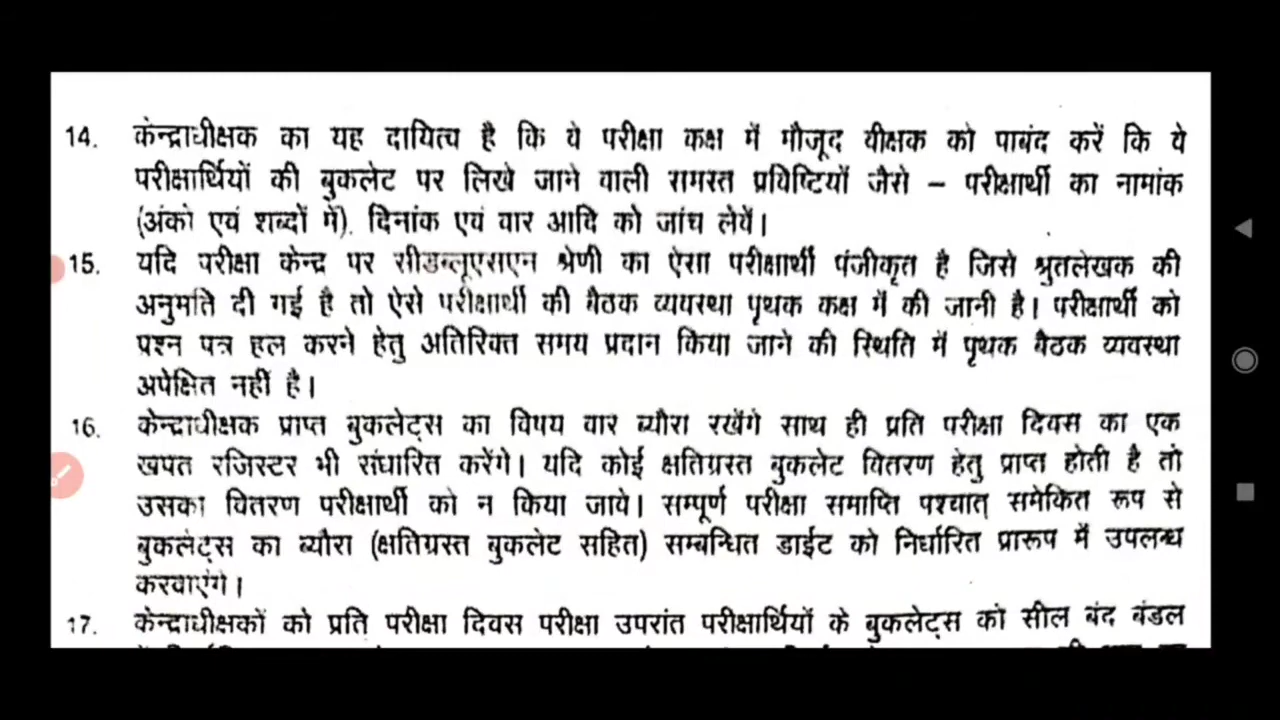 14. केन्द्राधीक्षक का यह दायित्व है कि वे परीक्षा कक्ष में मौजूद वीक्षक को पाबंद करें कि वे
परीक्षार्थियों की बुकलेट पर लिखे जाने वाली समस्त प्रविष्टियों जैसे – परीक्षार्थी का नामांक
(अंको एवं शब्दों में), दिनांक एवं वार आदि को जांच लेवें।
15. यदि परीक्षा केन्द्र पर सीडब्लूएसएन श्रेणी का ऐसा परीक्षार्थी पंजीकृत है जिसे श्रुतलेखक की
अनुमति दी गई है तो ऐसे परीक्षार्थी की बैठक व्यवस्था पृथक कक्ष में की जानी है। परीक्षार्थी को
प्रश्न पत्र हल करने हेतु अतिरिक्त समय प्रदान किया जाने की स्थिति में पृथक बैठक व्यवस्था
अपेक्षित नहीं है।
16. केन्द्राधीक्षक प्राप्त बुकलेट्स का विषय वार ब्यौरा रखेंगे साथ ही प्रति परीक्षा दिवस का एक
खपत रजिस्टर भी संधारित करेंगे। यदि कोई क्षतिग्रस्त बुकलेट वितरण हेतु प्राप्त होती है तो
उसका वितरण परीक्षार्थी को न किया जावे। सम्पूर्ण परीक्षा समाप्ति पश्चात् समेकित रूप से
बुकलेट्स का ब्यौरा (क्षतिग्रस्त बुकलेट सहित) सम्बन्धित डाईट को निर्धारित प्रारूप में उपलब्ध
करवाएंगे।
17. केन्द्राधीक्षकों को प्रति परीक्षा दिवस परीक्षा उपरांत परीक्षार्थियों के बुकलेट्स को सील बंद बंडल